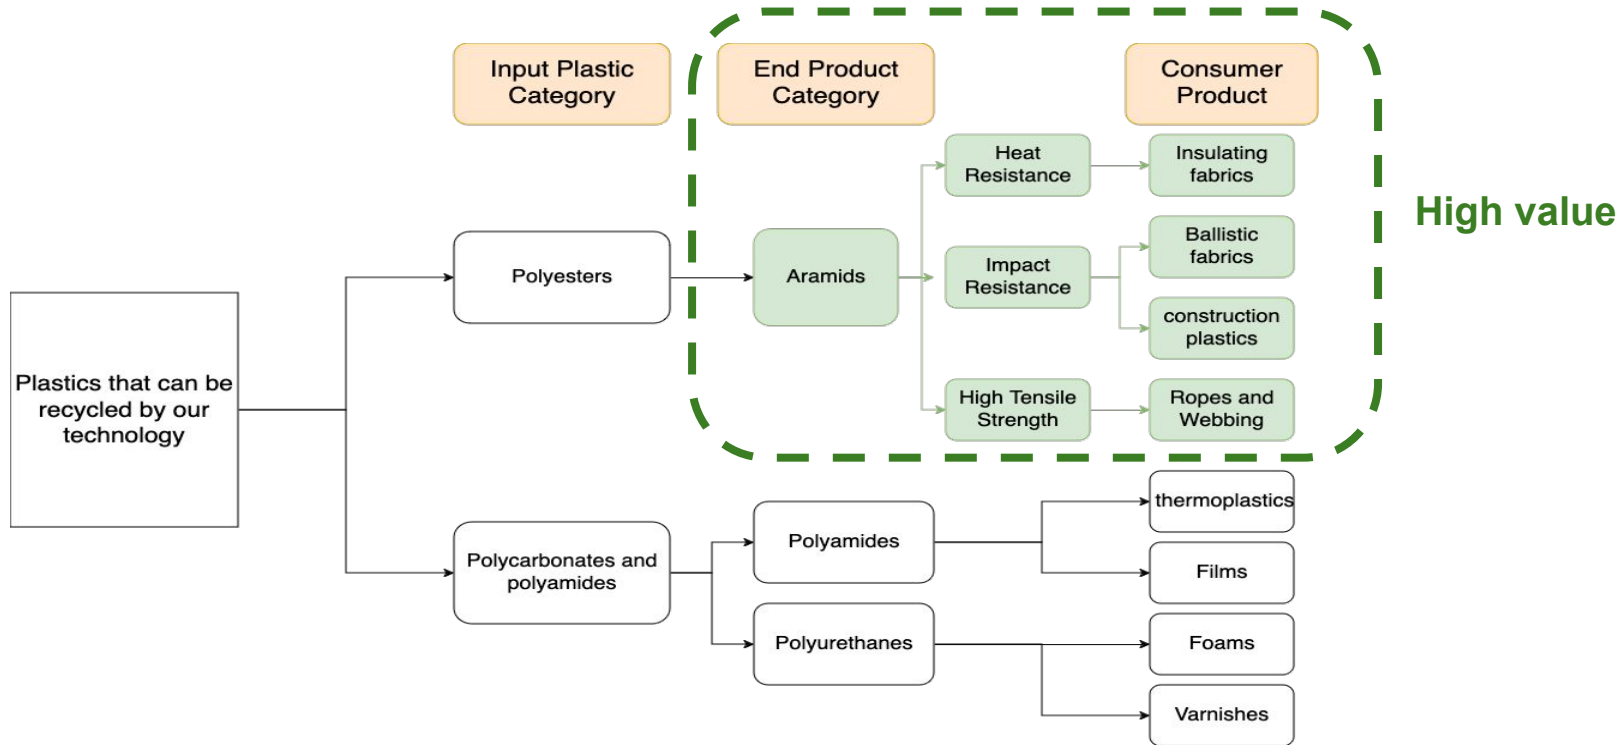 Input Plastic
Category
End Product
Category
Consumer
Product
Heat
Resistance
Insulating
fabrics
High value
Ballistic
fabrics
Polyesters
Aramids
Impact
Resistance
construction
plastics
Plastics that can be
recycled by our
technology
High Tensile
Strength
Ropes and
Webbing
thermoplastics
Polyamides
Polycarbonates and
polyamides
Films
Polyurethanes
Foams
Varnishes